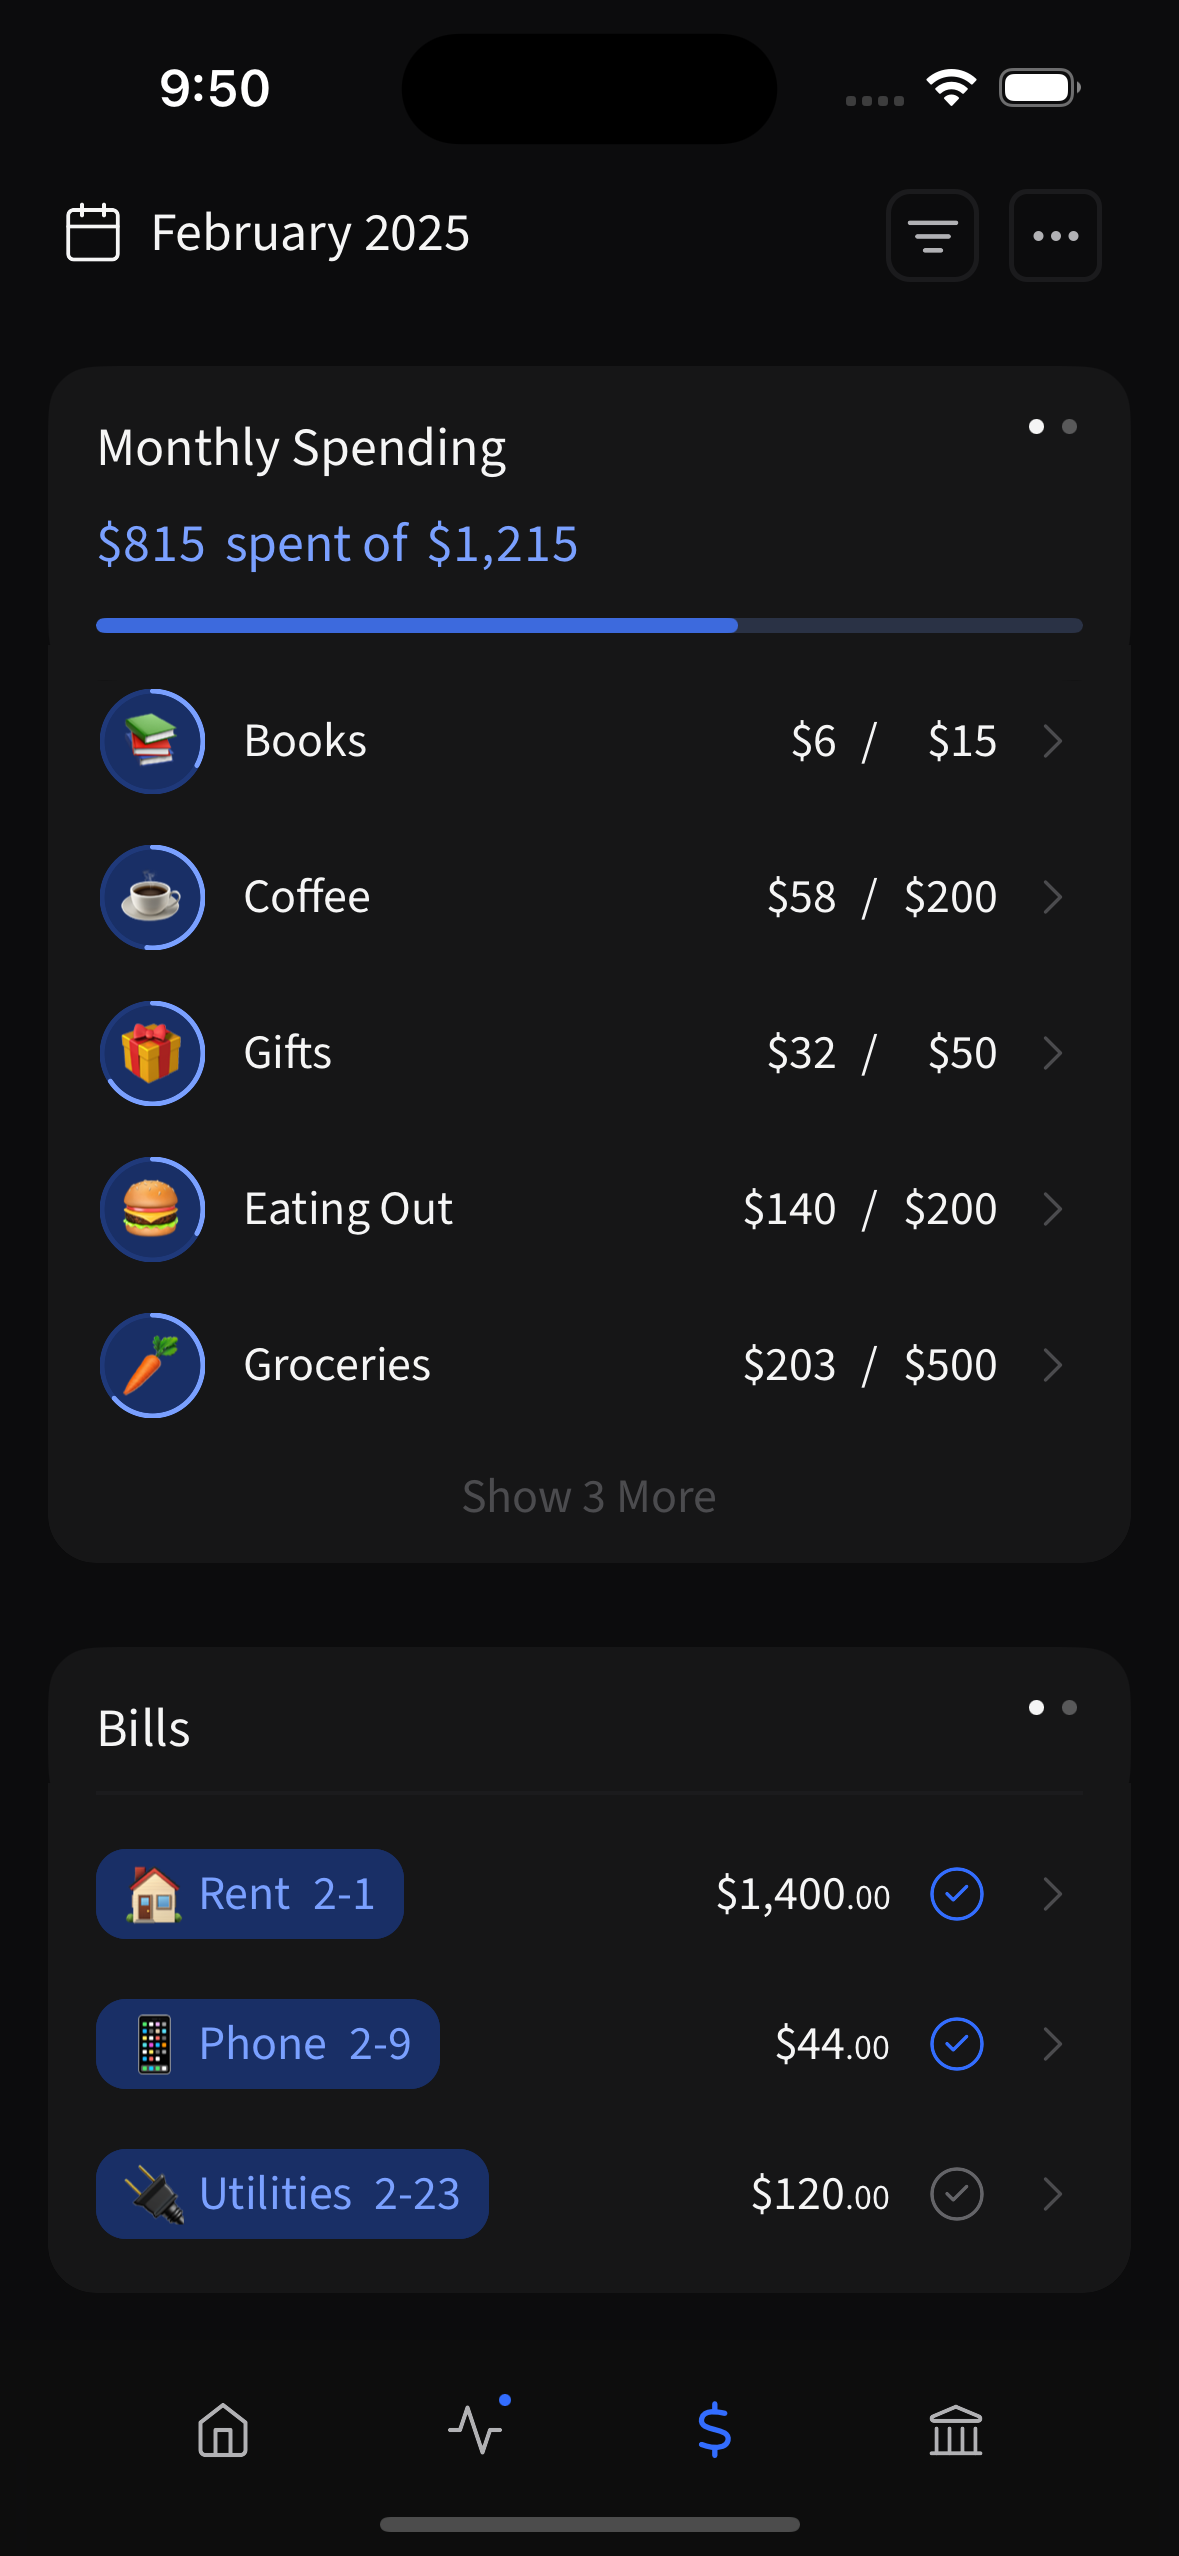 9:50
February 2025
Monthly Spending
$815 spent of $1,215
Books $6 / $15
Coffee $58 / $200
Gifts $32 / $50
Eating Out $140 / $200
Groceries $203 / $500
Show 3 More
Bills
Rent 2-1 $1,400.00
Phone 2-9 $44.00
Utilities 2-23 $120.00